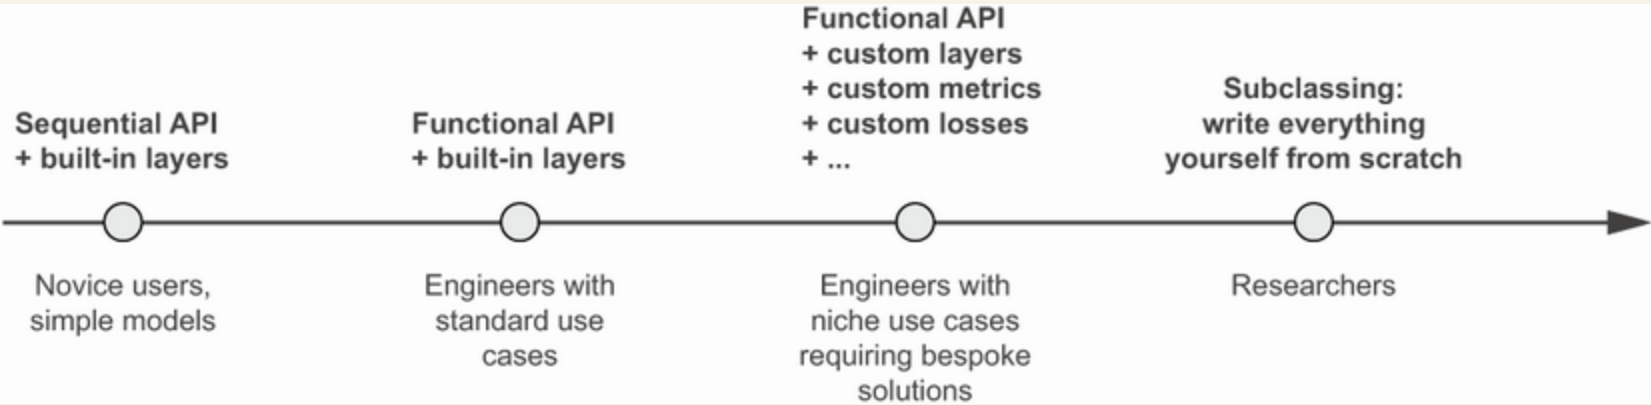 Sequential API
+ built-in layers
Functional API
+ built-in layers
Functional API
+ custom layers
+ custom metrics
+ custom losses
+ ...
Subclassing:
write everything
yourself from scratch
Novice users,
simple models
Engineers with
standard use
cases
Engineers with
niche use cases
requiring bespoke
solutions
Researchers